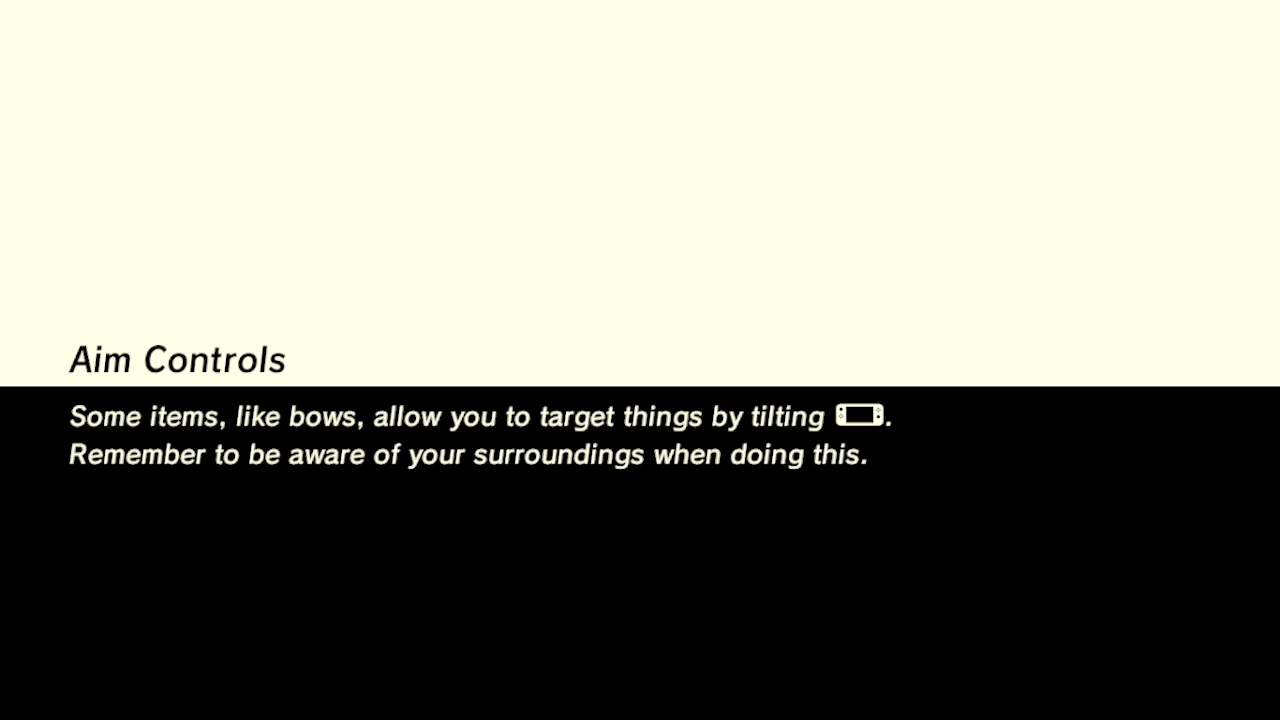 Aim Controls
Some items, like bows, allow you to target things by tilting .
Remember to be aware of your surroundings when doing this.